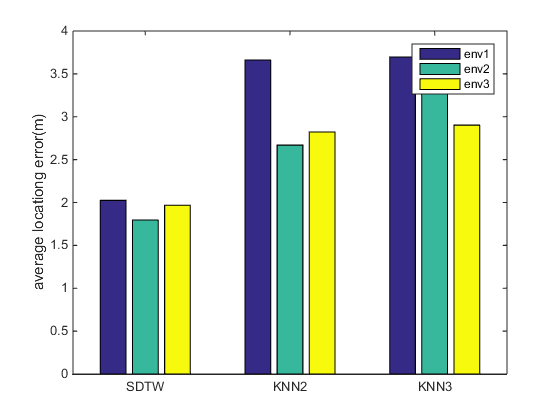 4
3.5
3
2.5
2
1.5
1
0.5
0
average locationg error(m)
env1
env2
env3
SDTW
KNN2
KNN3